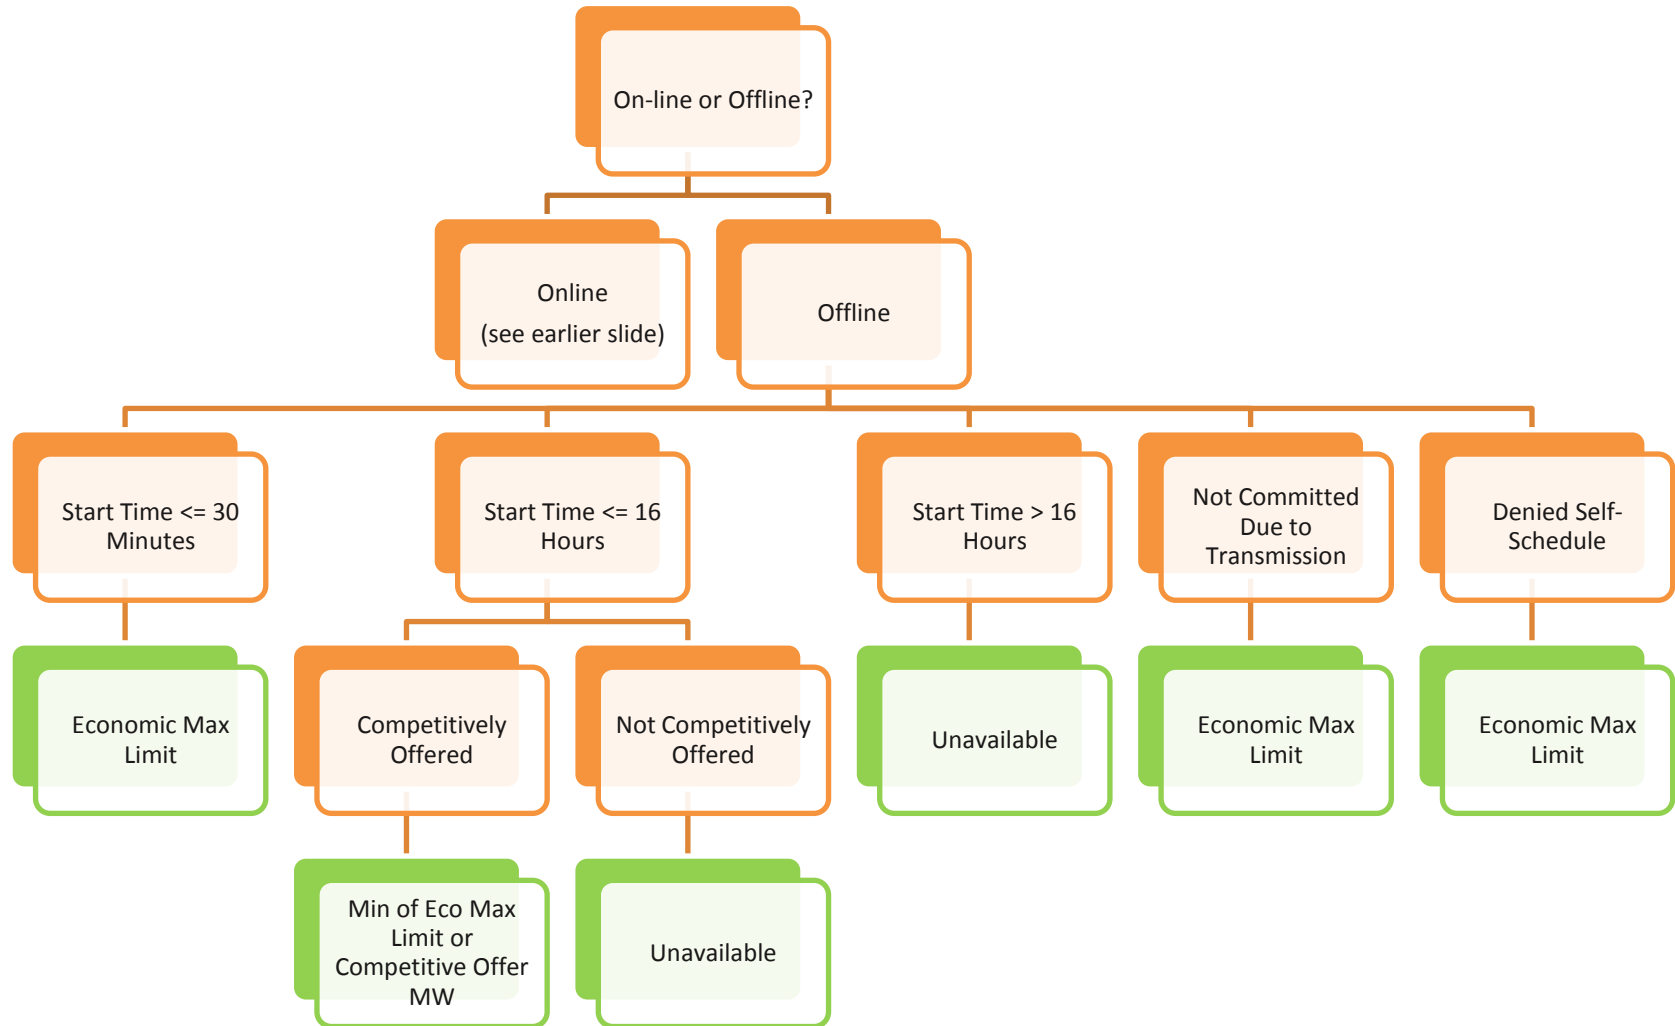 On-line or Offline?
Online
(see earlier slide)
Offline
Start Time <= 30
Minutes
Start Time <= 16
Hours
Start Time > 16
Hours
Not Committed
Due to
Transmission
Denied Self-
Schedule
Economic Max
Limit
Competitively
Offered
Not Competitively
Offered
Unavailable
Economic Max
Limit
Economic Max
Limit
Min of Eco Max
Limit or
Competitive Offer
MW
Unavailable